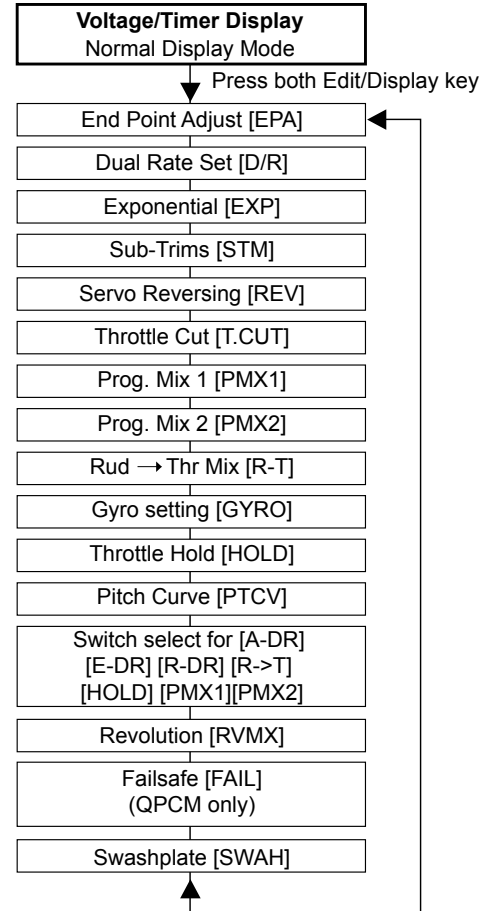 Voltage/Timer Display
Normal Display Mode
Press both Edit/Display key
End Point Adjust [EPA]
Dual Rate Set [D/R]
Exponential [EXP]
Sub-Trims [STM]
Servo Reversing [REV]
Throttle Cut [T.CUT]
Prog. Mix 1 [PMX1]
Prog. Mix 2 [PMX2]
Rud → Thr Mix [R-T]
Gyro setting [GYRO]
Throttle Hold [HOLD]
Pitch Curve [PTCV]
Switch select for [A-DR]
[E-DR] [R-DR] [R->T]
[HOLD] [PMX1][PMX2]
Revolution [RVMX]
Failsafe [FAIL]
(QPCM only)
Swashplate [SWAH]